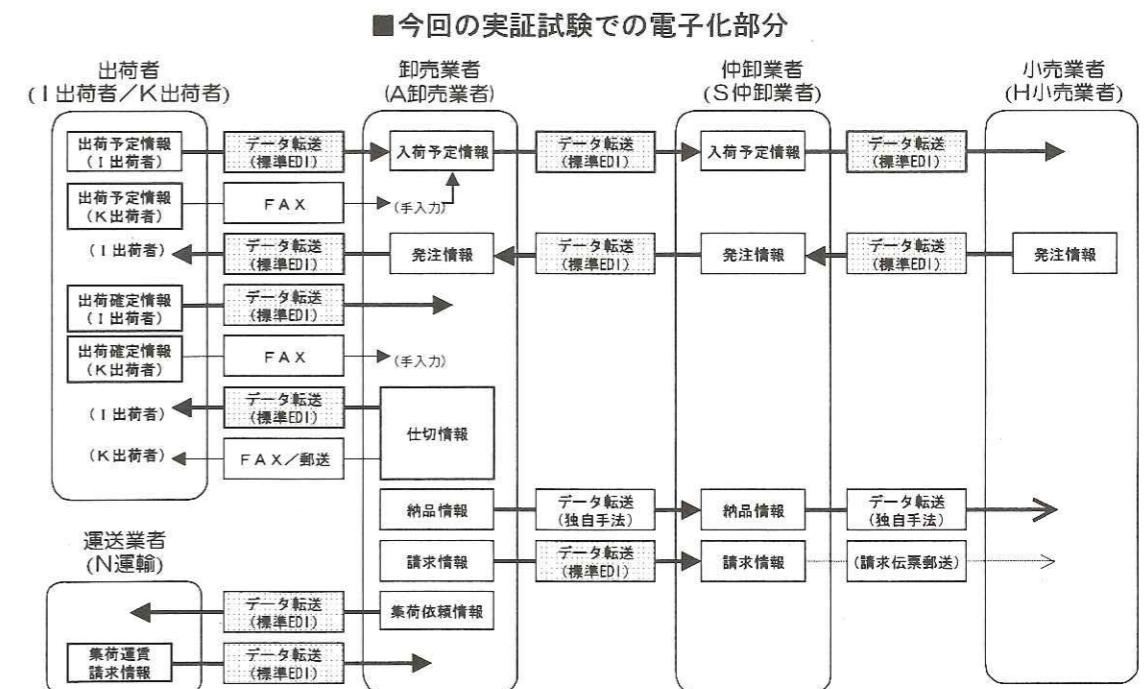 ■今回の実証試験での電子化部分
出荷者
(I出荷者／K出荷者)
卸売業者
(A卸売業者)
仲卸業者
(S仲卸業者)
小売業者
(H小売業者)
出荷予定情報
(I出荷者)
データ転送
(標準EDI)
入荷予定情報
データ転送
(標準EDI)
入荷予定情報
データ転送
(標準EDI)
出荷予定情報
(K出荷者)
FAX
(手入力)
(I出荷者)
データ転送
(標準EDI)
発注情報
データ転送
(標準EDI)
発注情報
データ転送
(標準EDI)
発注情報
出荷確定情報
(I出荷者)
データ転送
(標準EDI)
出荷確定情報
(K出荷者)
FAX
(手入力)
(I出荷者)
データ転送
(標準EDI)
仕切情報
(K出荷者)
FAX／郵送
納品情報
データ転送
(独自手法)
納品情報
データ転送
(独自手法)
請求情報
データ転送
(標準EDI)
請求情報
(請求伝票郵送)
運送業者
(N運輸)
データ転送
(標準EDI)
集荷依頼情報
集荷運賃
請求情報
データ転送
(標準EDI)